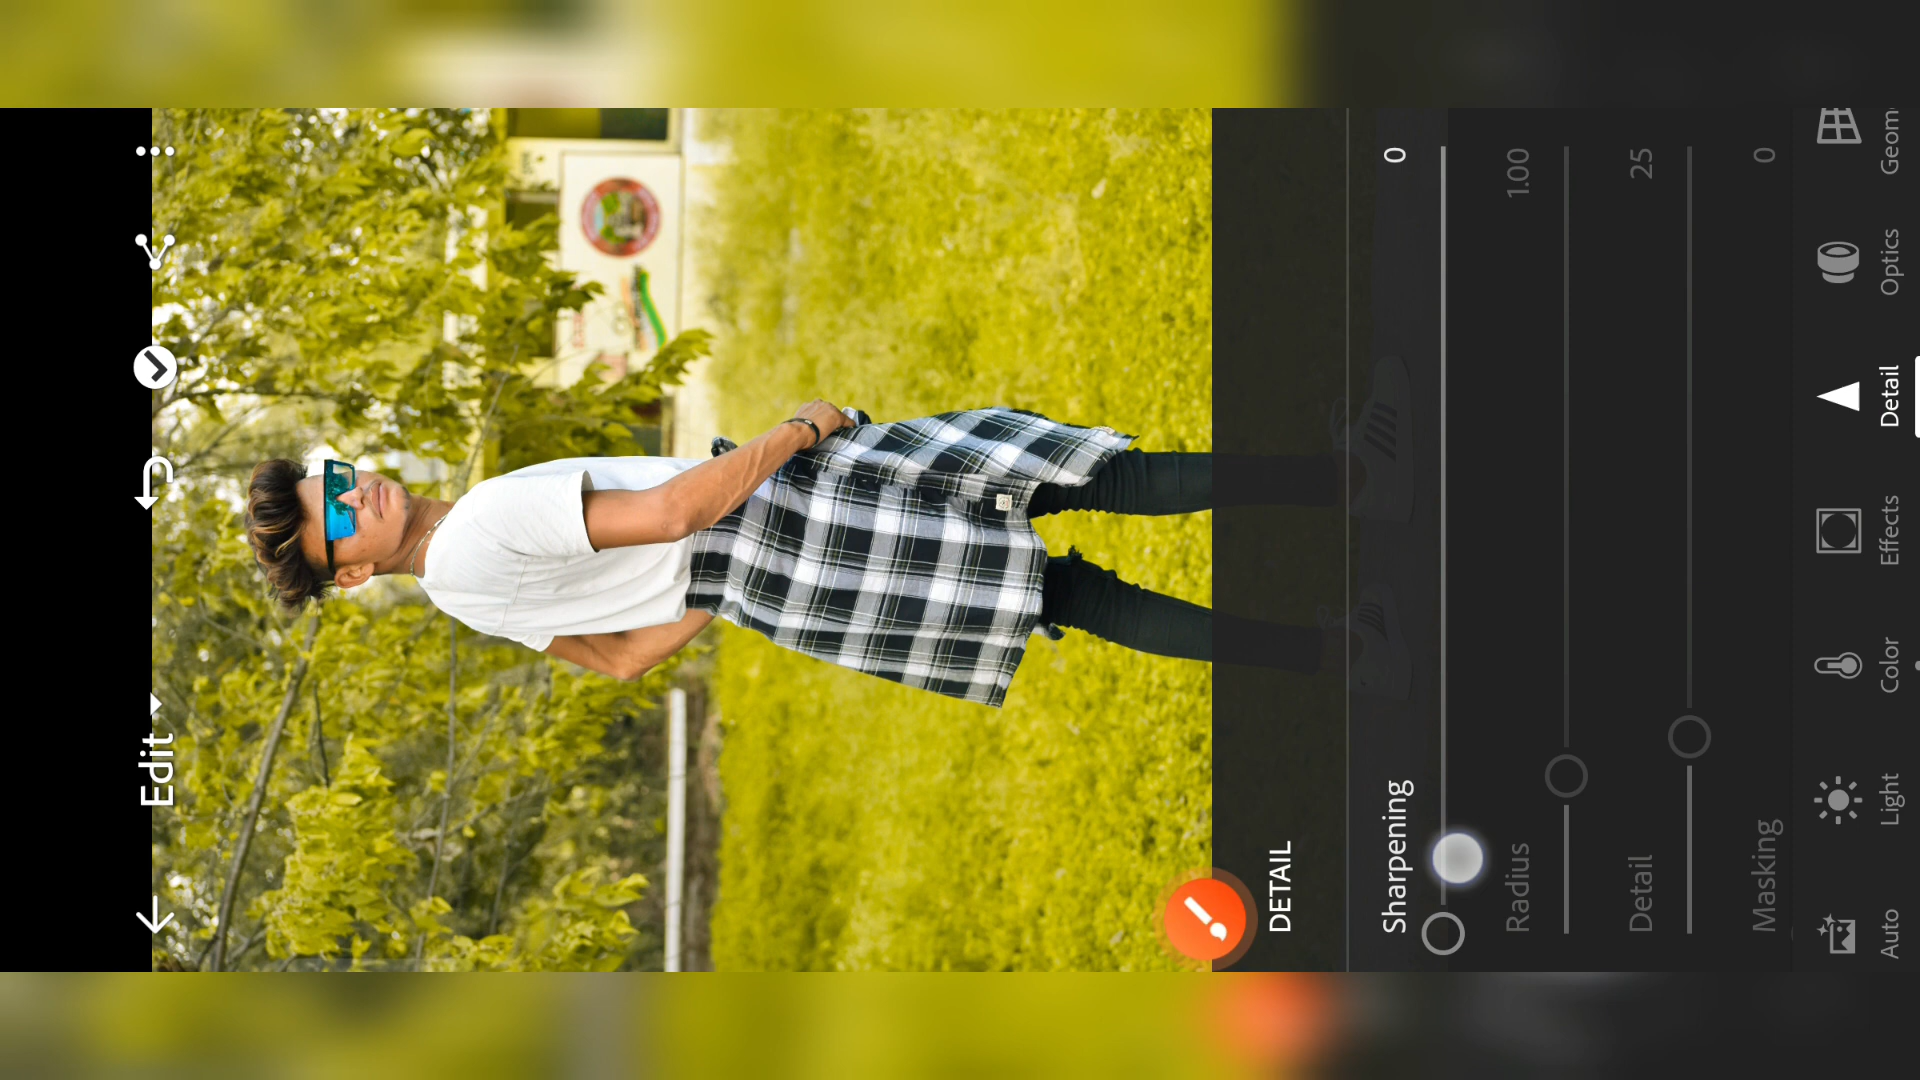 Edit
DETAIL
Sharpening 0
Radius 1.00
Detail 25
Masking 0
Auto
Light
Color
Effects
Detail
Optics
Geom